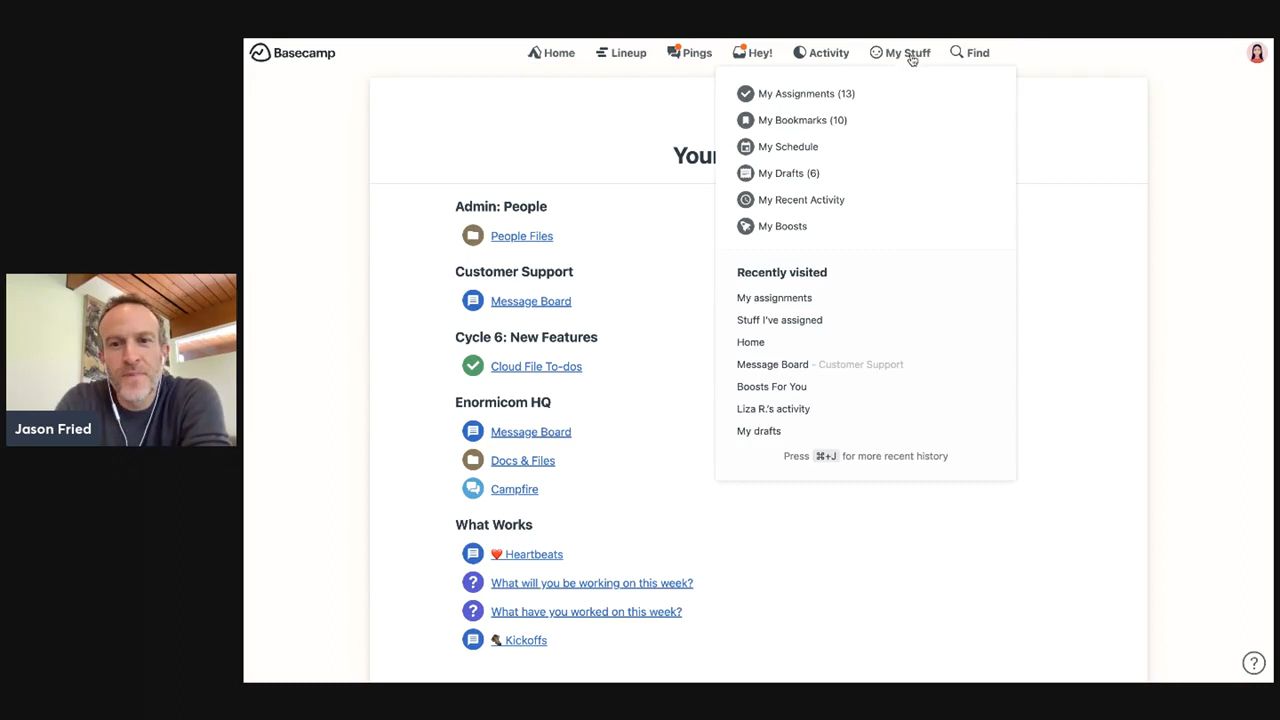 Basecamp
Home Lineup Pings Hey! Activity My Stuff Find
My Assignments (13)
My Bookmarks (10)
My Schedule
My Drafts (6)
My Recent Activity
My Boosts
Recently visited
My assignments
Stuff I've assigned
Home
Message Board - Customer Support
Boosts For You
Liza R.'s activity
My drafts
Press ⌘+J for more recent history
Your
Admin: People
People Files
Customer Support
Message Board
Cycle 6: New Features
Cloud File To-dos
Enormicom HQ
Message Board
Docs & Files
Campfire
What Works
❤️ Heartbeats
? What will you be working on this week?
? What have you worked on this week?
Kickoffs
Jason Fried
?